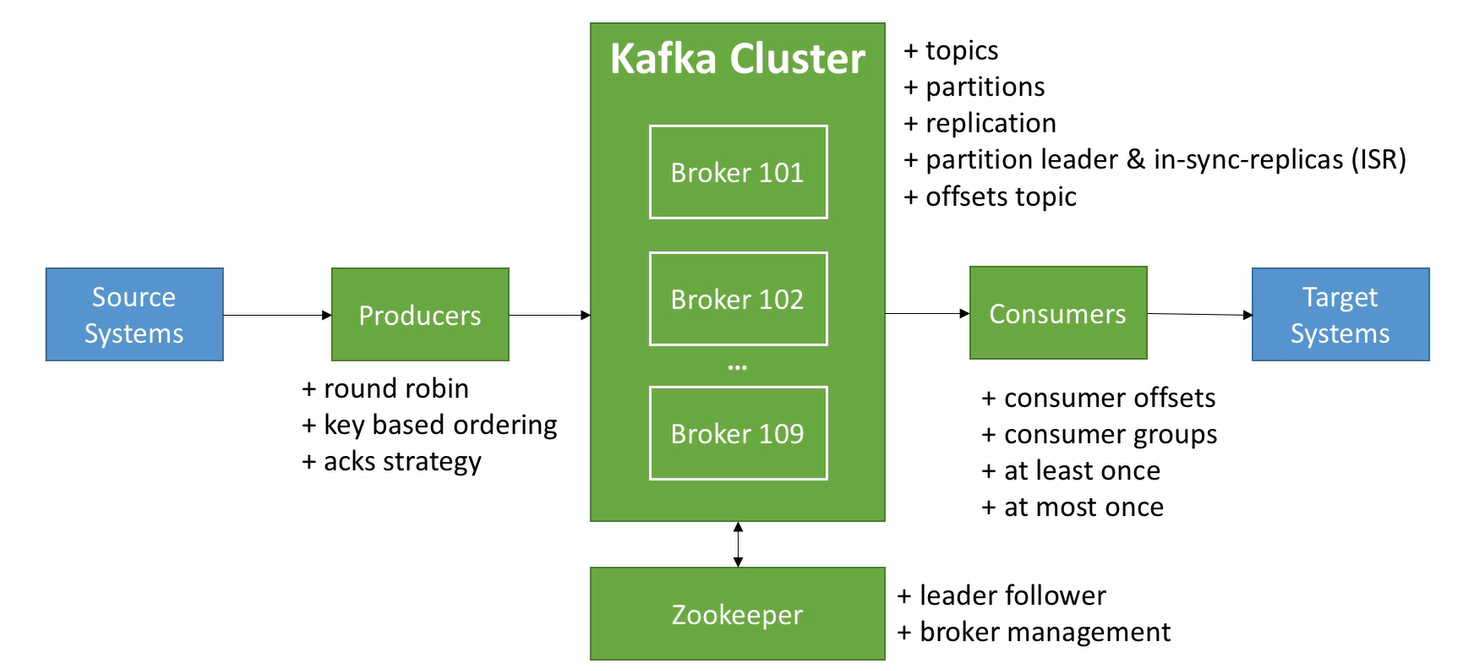 Kafka Cluster
+ topics
+ partitions
+ replication
+ partition leader & in-sync-replicas (ISR)
+ offsets topic
Broker 101
Broker 102
...
Broker 109
Source
Systems
Producers
+ round robin
+ key based ordering
+ acks strategy
Consumers
+ consumer offsets
+ consumer groups
+ at least once
+ at most once
Target
Systems
Zookeeper
+ leader follower
+ broker management